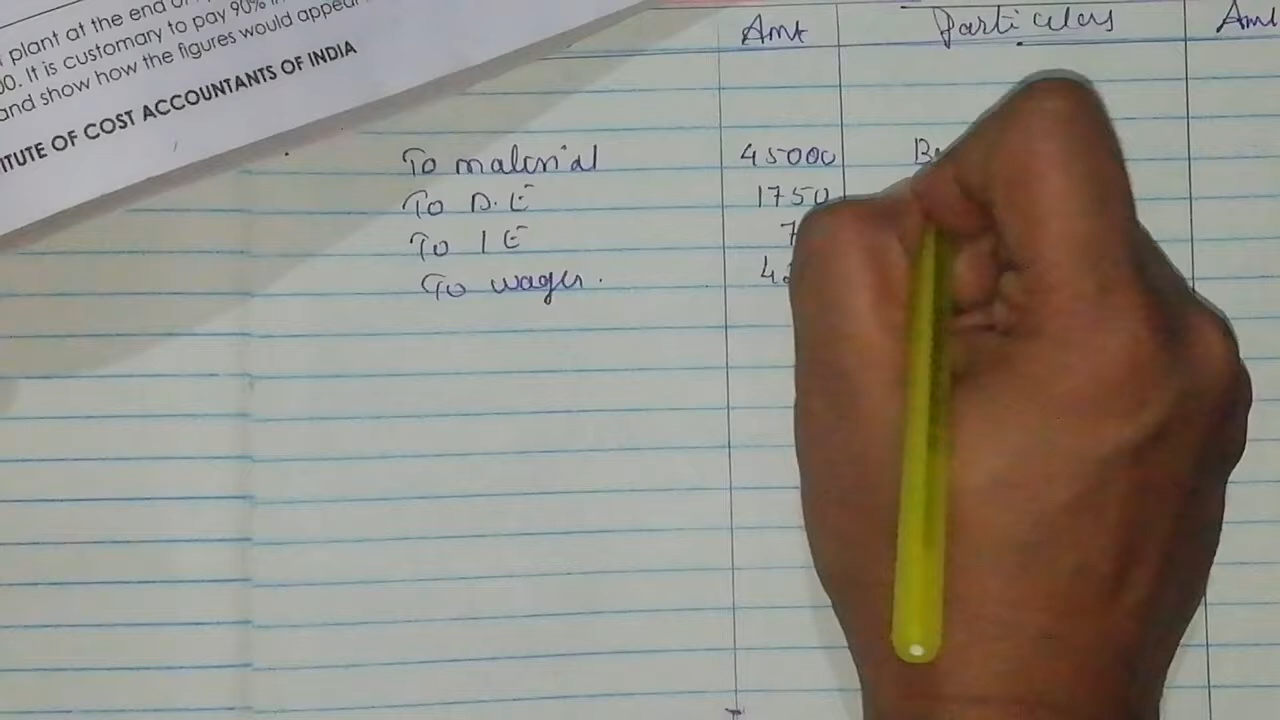 plant at the end
00. It is customary to pay 90%
and show how the figures would appear
ITUTE OF COST ACCOUNTANTS OF INDIA
Amt Particulars Amt
To material 45000
To D.E 1750
To I E
To wages.